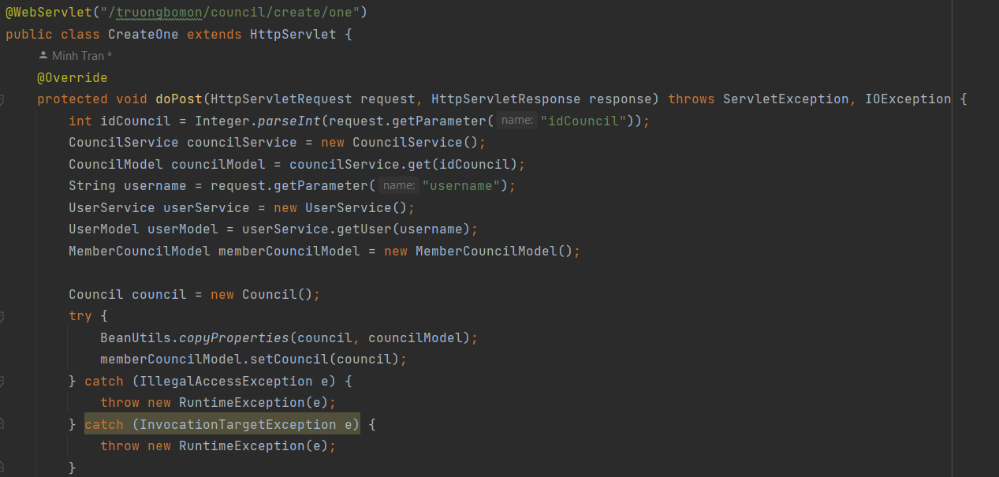 @WebServlet("/truongbomon/council/create/one")
public class CreateOne extends HttpServlet {
Minh Tran *
@Override
protected void doPost(HttpServletRequest request, HttpServletResponse response) throws ServletException, IOException {
int idCouncil = Integer.parseInt(request.getParameter( name: "idCouncil"));
CouncilService councilService = new CouncilService();
CouncilModel councilModel = councilService.get(idCouncil);
String username = request.getParameter( name: "username");
UserService userService = new UserService();
UserModel userModel = userService.getUser(username);
MemberCouncilModel memberCouncilModel = new MemberCouncilModel();
Council council = new Council();
try {
BeanUtils.copyProperties(council, councilModel);
memberCouncilModel.setCouncil(council);
} catch (IllegalAccessException e) {
throw new RuntimeException(e);
} catch (InvocationTargetException e) {
throw new RuntimeException(e);
}